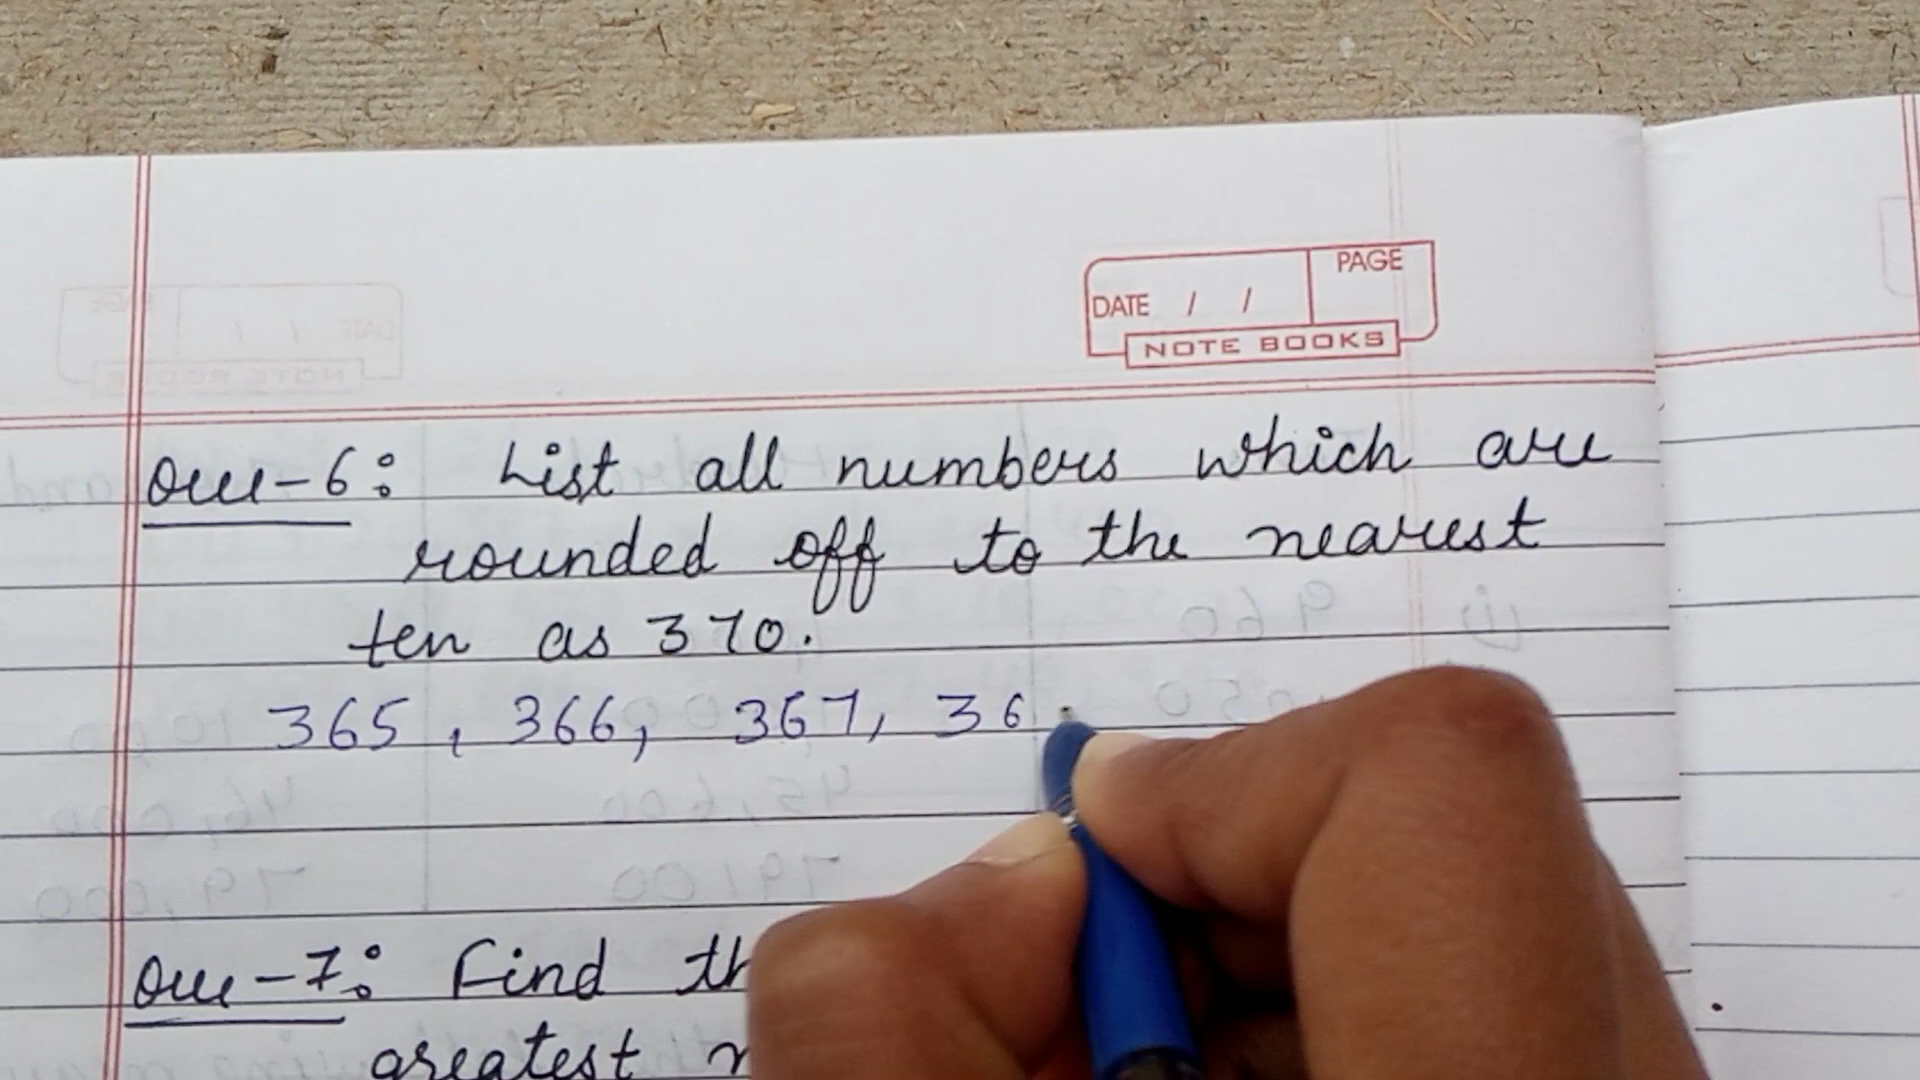 PAGE
DATE / /
NOTE BOOKS
Que-6: List all numbers which are
rounded off to the nearest
ten as 370.
365, 366, 367, 36
Que-7: Find th
greatest